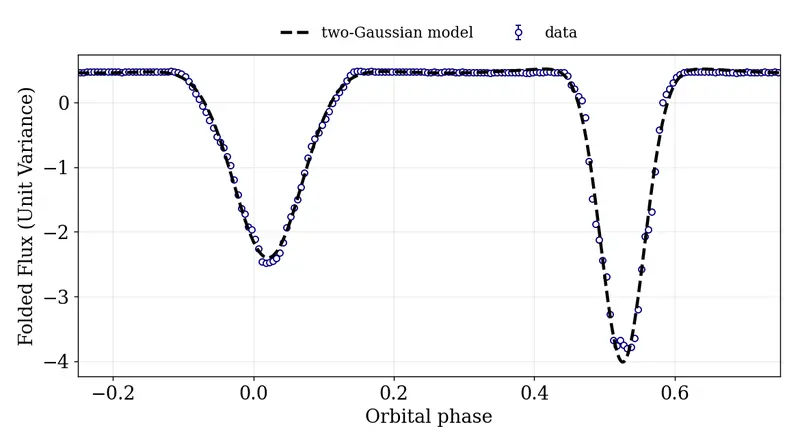 two-Gaussian model data
Folded Flux (Unit Variance)
0
−1
−2
−3
−4
−0.2 0.0 0.2 0.4 0.6
Orbital phase